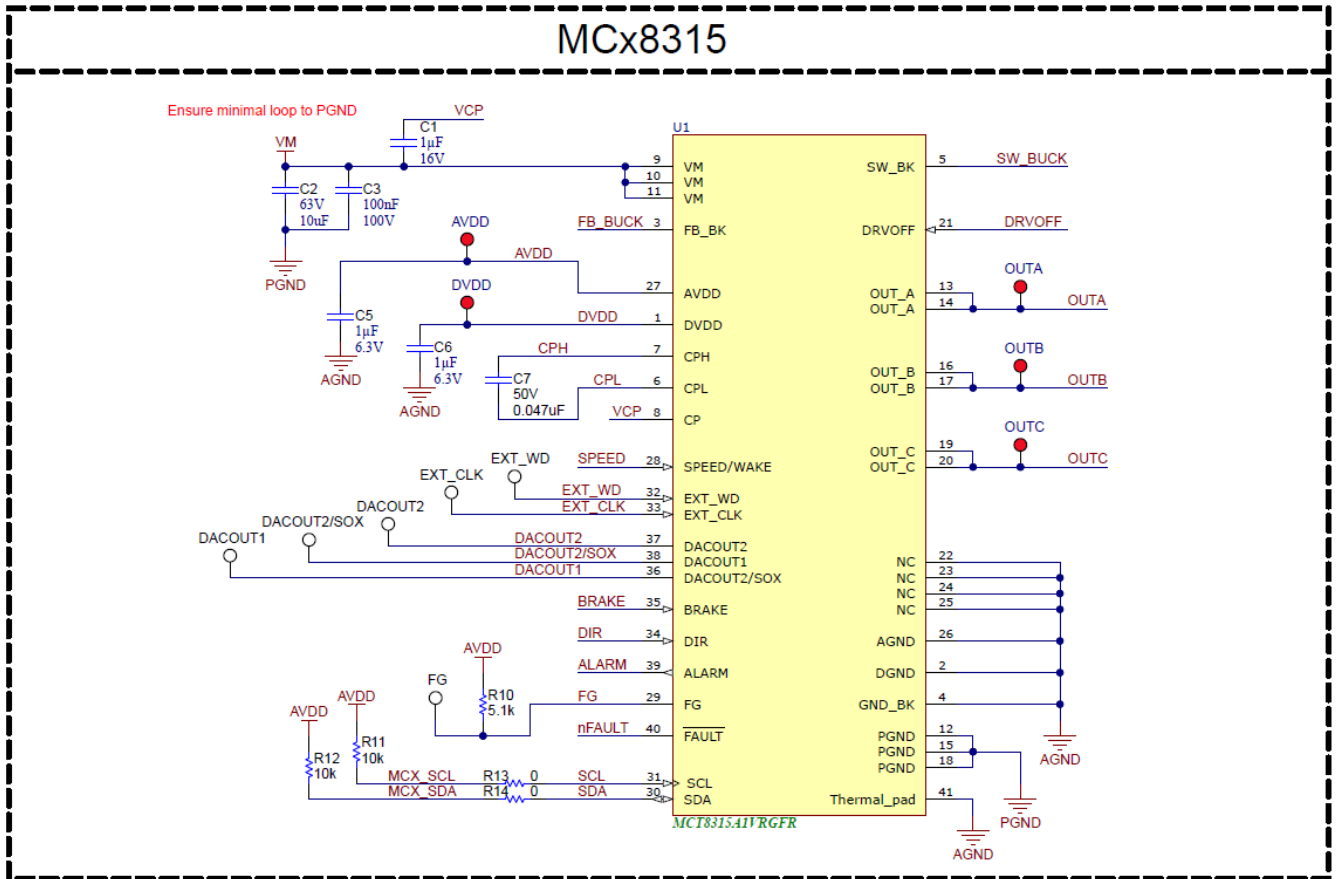 MCx8315
Ensure minimal loop to PGND
VCP
C1
1µF
16V
VM
C2
63V
10uF
C3
100nF
100V
PGND
AVDD
AVDD
C5
1µF
6.3V
AGND
DVDD
DVDD
C6
1µF
6.3V
AGND
FB_BUCK
CPH
C7
50V
0.047uF
CPL
VCP
SPEED
EXT_WD
EXT_WD
EXT_CLK
EXT_CLK
DACOUT2
DACOUT2
DACOUT2/SOX
DACOUT2/SOX
DACOUT1
DACOUT1
BRAKE
DIR
ALARM
AVDD
FG
R10
5.1k
FG
nFAULT
AVDD
R11
10k
AVDD
R12
10k
MCX_SCL R13 0 SCL
MCX_SDA R14 0 SDA
U1
9 VM
10 VM
11 VM
3 FB_BK
27 AVDD
1 DVDD
7 CPH
6 CPL
8 CP
28 SPEED/WAKE
32 EXT_WD
33 EXT_CLK
37 DACOUT2
38 DACOUT1
36 DACOUT2/SOX
35 BRAKE
34 DIR
39 ALARM
29 FG
40 FAULT
31 SCL
30 SDA
MCT8315A1VRGFR
SW_BK 5 SW_BUCK
DRVOFF 21 DRVOFF
OUTA
OUT_A 13
OUT_A 14 OUTA
OUTB
OUT_B 16
OUT_B 17 OUTB
OUTC
OUT_C 19
OUT_C 20 OUTC
NC 22
NC 23
NC 24
NC 25
AGND 26
DGND 2
GND_BK 4
PGND 12
PGND 15
PGND 18
Thermal_pad 41
AGND
PGND
AGND